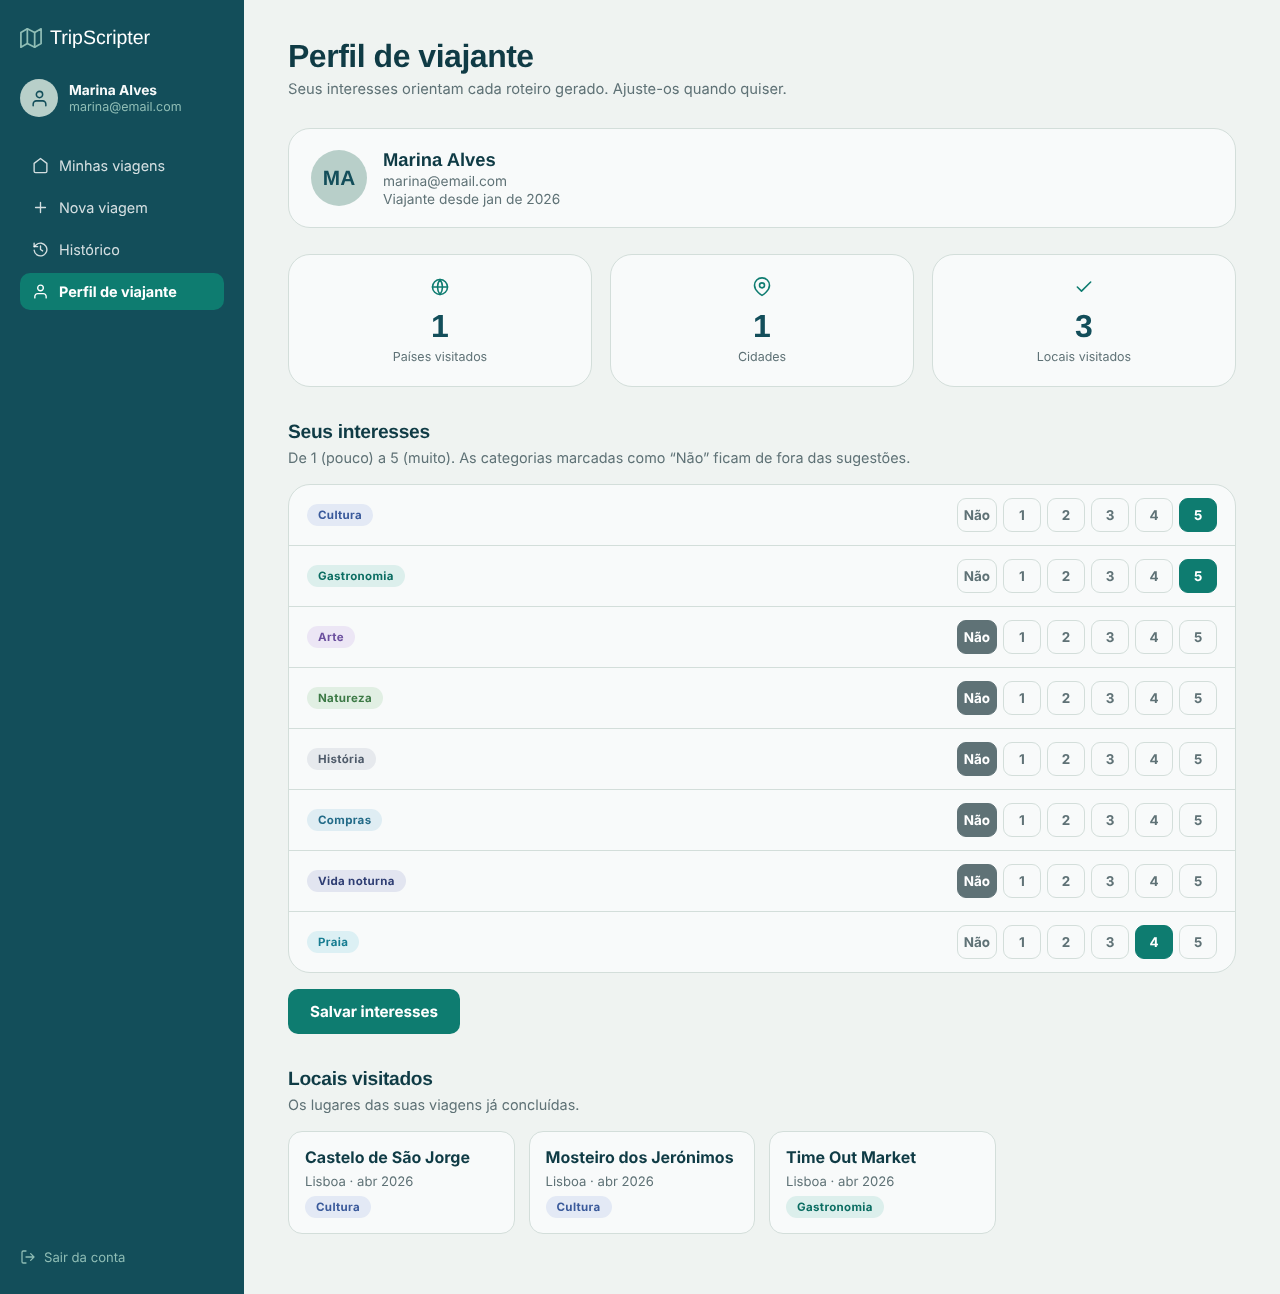 TripScripter
Marina Alves
marina@email.com
Minhas viagens
Nova viagem
Histórico
Perfil de viajante
Sair da conta
Perfil de viajante
Seus interesses orientam cada roteiro gerado. Ajuste-os quando quiser.
MA
Marina Alves
marina@email.com
Viajante desde jan de 2026
1
Países visitados
1
Cidades
3
Locais visitados
Seus interesses
De 1 (pouco) a 5 (muito). As categorias marcadas como “Não” ficam de fora das sugestões.
Cultura Não 1 2 3 4 5
Gastronomia Não 1 2 3 4 5
Arte Não 1 2 3 4 5
Natureza Não 1 2 3 4 5
História Não 1 2 3 4 5
Compras Não 1 2 3 4 5
Vida noturna Não 1 2 3 4 5
Praia Não 1 2 3 4 5
Salvar interesses
Locais visitados
Os lugares das suas viagens já concluídas.
Castelo de São Jorge
Lisboa · abr 2026
Cultura
Mosteiro dos Jerónimos
Lisboa · abr 2026
Cultura
Time Out Market
Lisboa · abr 2026
Gastronomia